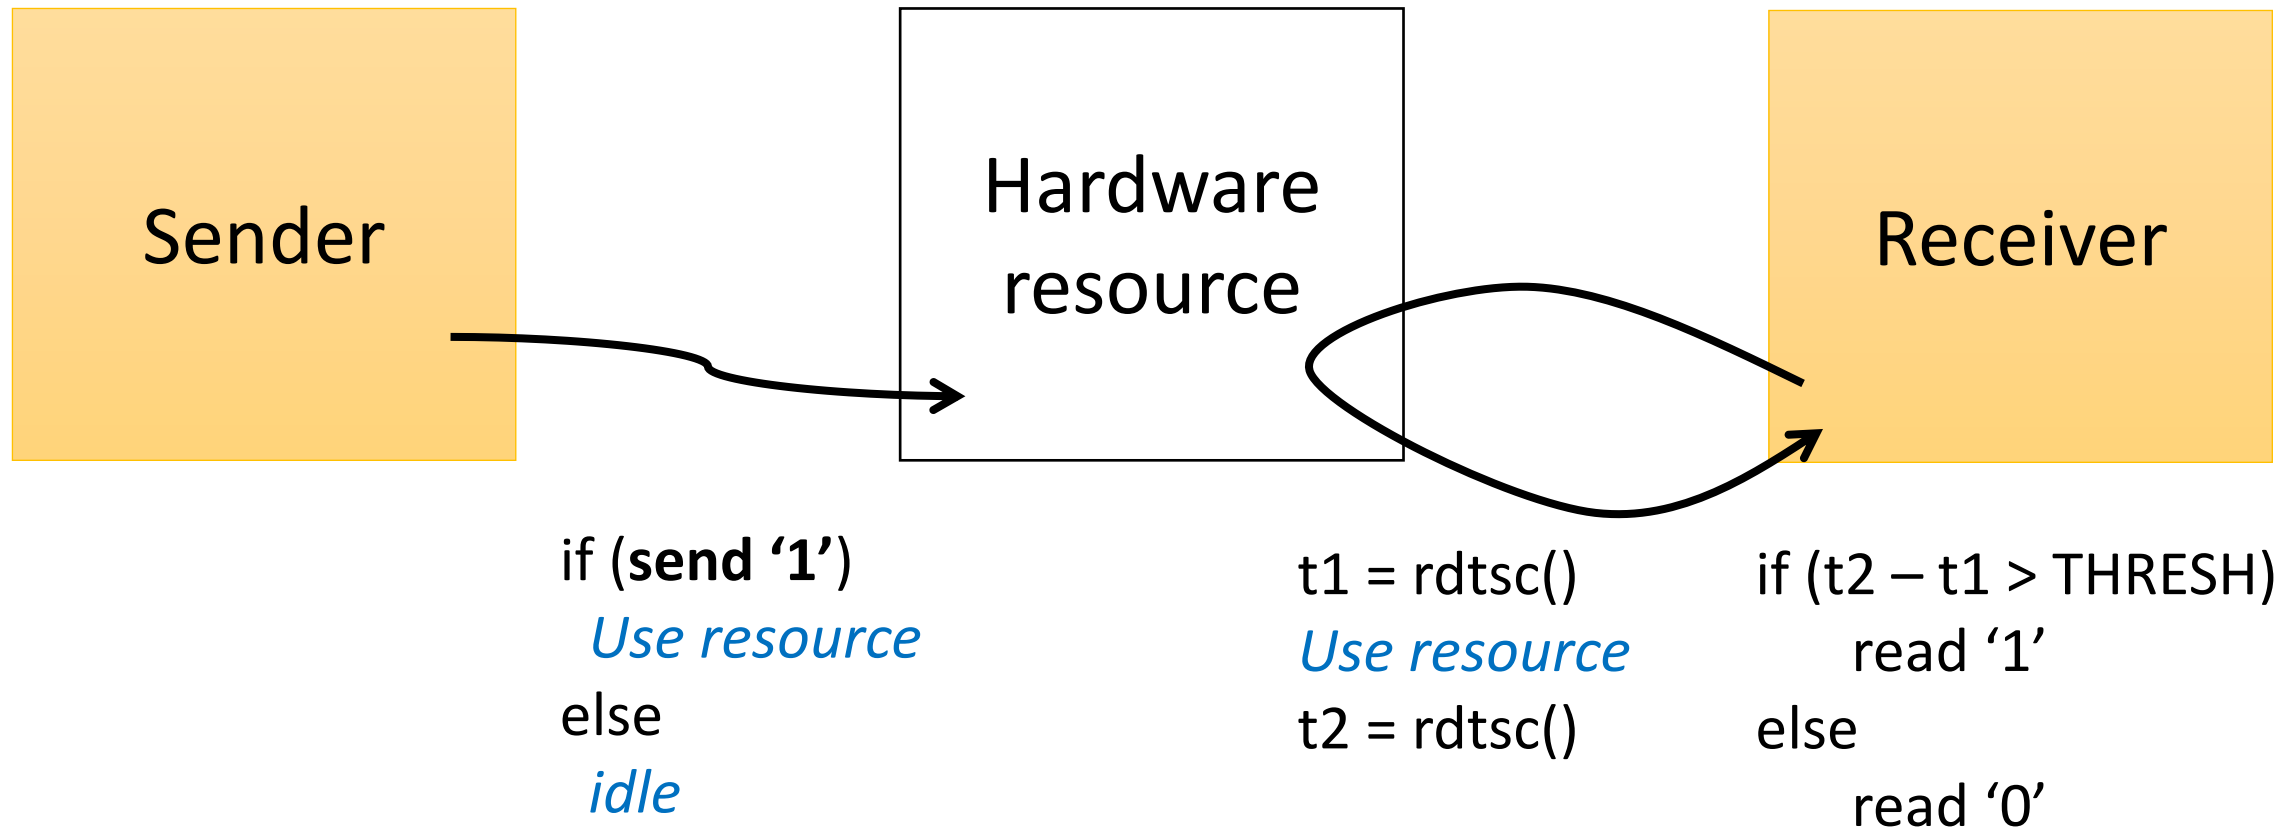 Sender
Hardware
resource
Receiver
if (send ‘1’)
Use resource
else
idle
t1 = rdtsc()
Use resource
t2 = rdtsc()
if (t2 – t1 > THRESH)
read ‘1’
else
read ‘0’